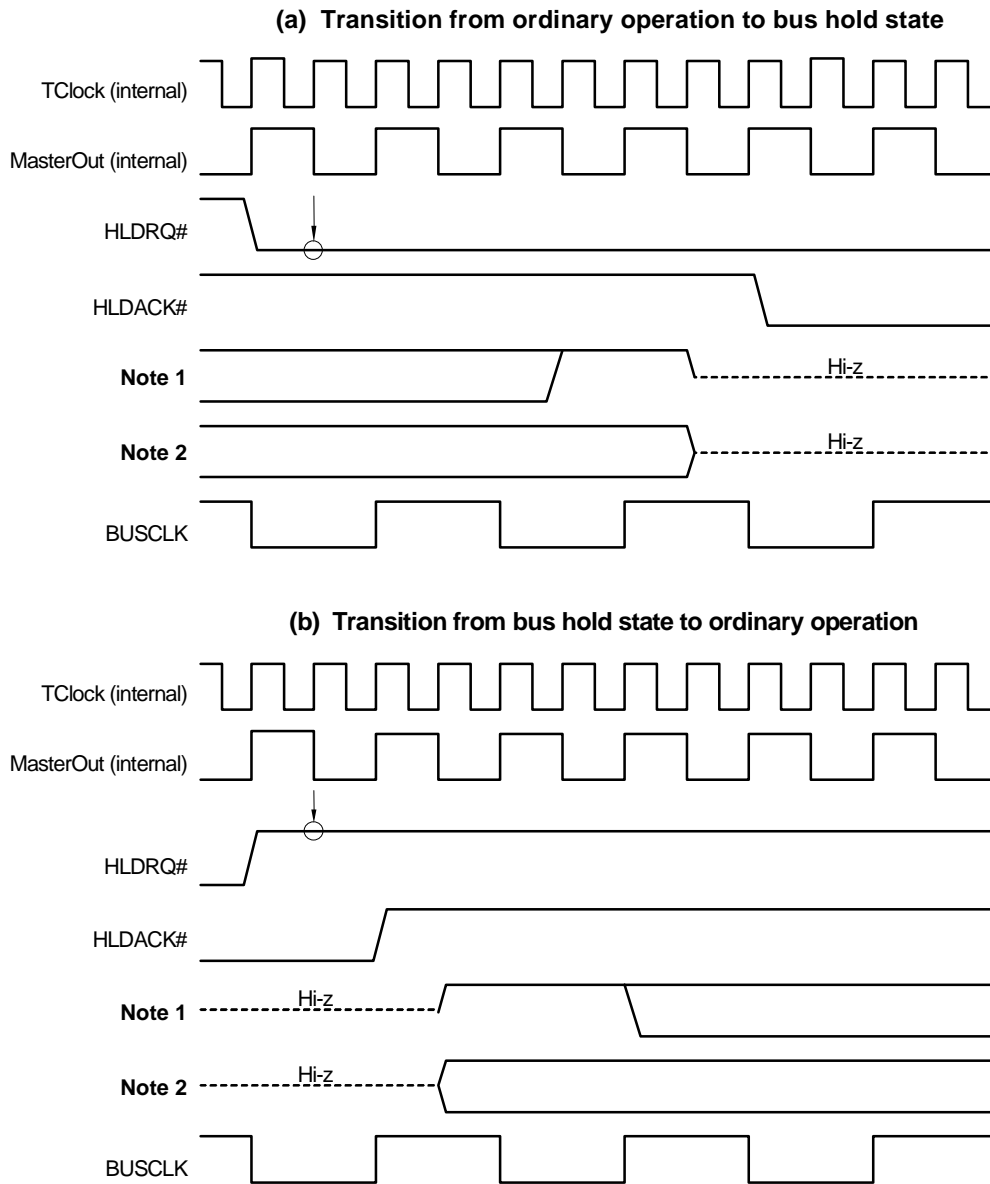 (a) Transition from ordinary operation to bus hold state
TClock (internal)
MasterOut (internal)
HLDRQ#
HLDACK#
Note 1
Hi-z
Note 2
Hi-z
BUSCLK
(b) Transition from bus hold state to ordinary operation
TClock (internal)
MasterOut (internal)
HLDRQ#
HLDACK#
Note 1
Hi-z
Note 2
Hi-z
BUSCLK